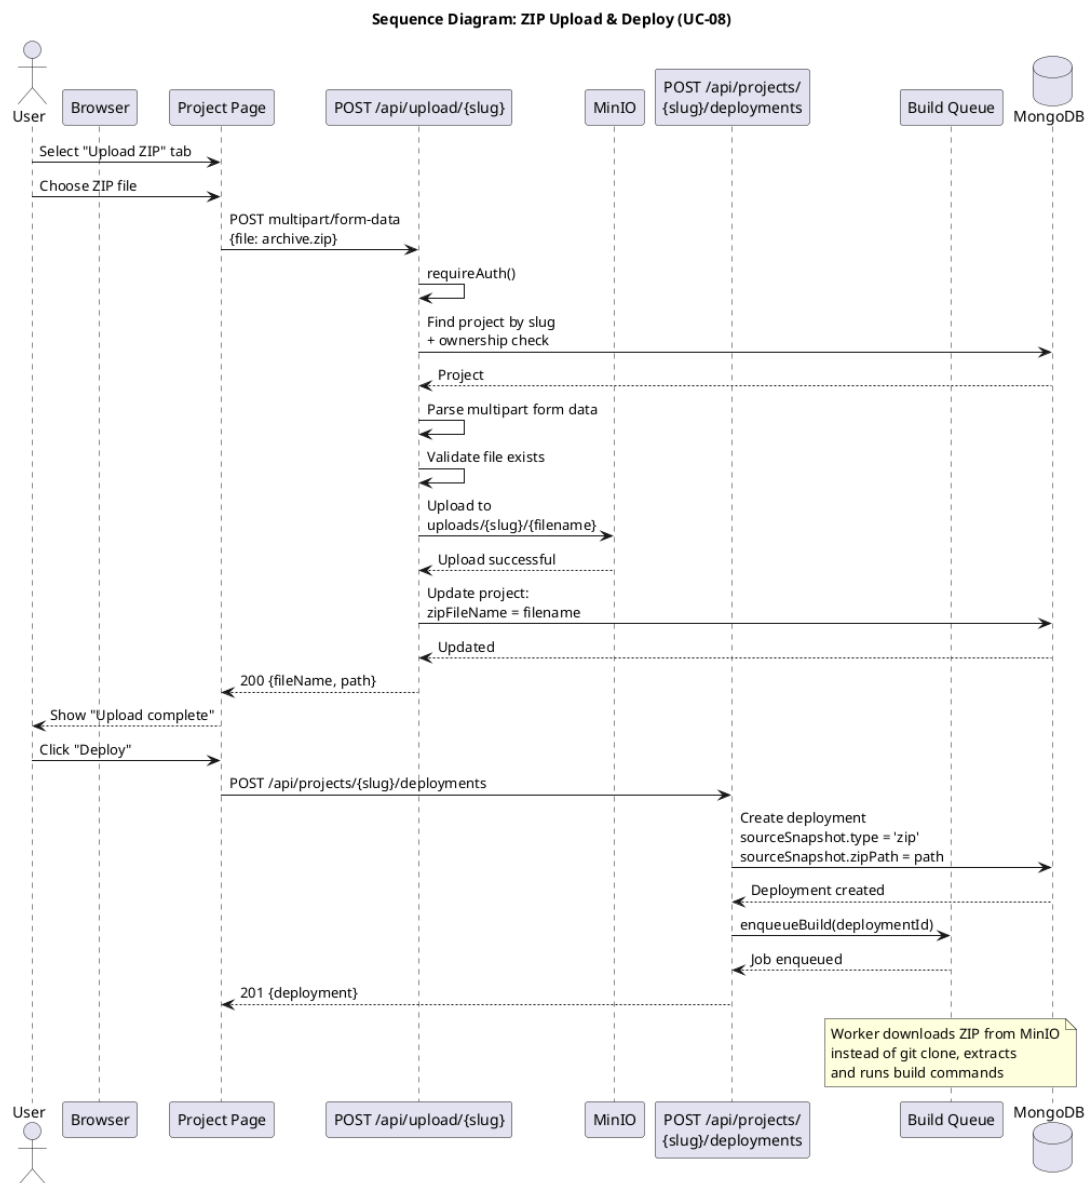 Sequence Diagram: ZIP Upload & Deploy (UC-08)
User
Browser
Project Page
POST /api/upload/{slug}
MinIO
POST /api/projects/
{slug}/deployments
Build Queue
MongoDB
Select "Upload ZIP" tab
Choose ZIP file
POST multipart/form-data
{file: archive.zip}
requireAuth()
Find project by slug
+ ownership check
Project
Parse multipart form data
Validate file exists
Upload to
uploads/{slug}/{filename}
Upload successful
Update project:
zipFileName = filename
Updated
200 {fileName, path}
Show "Upload complete"
Click "Deploy"
POST /api/projects/{slug}/deployments
Create deployment
sourceSnapshot.type = 'zip'
sourceSnapshot.zipPath = path
Deployment created
enqueueBuild(deploymentId)
Job enqueued
201 {deployment}
Worker downloads ZIP from MinIO
instead of git clone, extracts
and runs build commands
User
Browser
Project Page
POST /api/upload/{slug}
MinIO
POST /api/projects/
{slug}/deployments
Build Queue
MongoDB